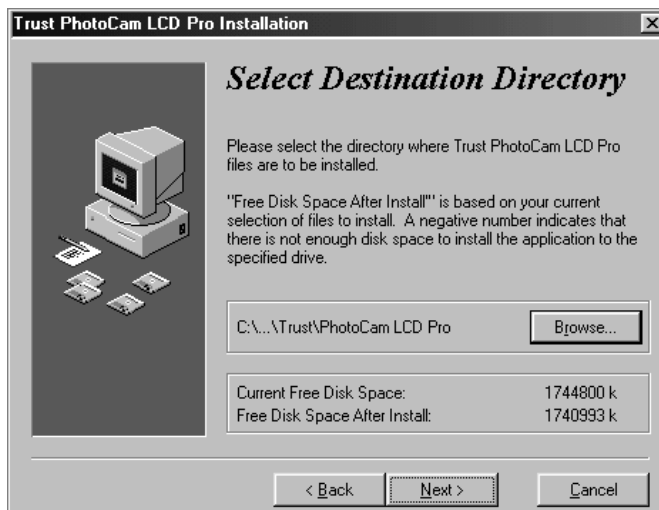 Trust PhotoCam LCD Pro Installation
Select Destination Directory
Please select the directory where Trust PhotoCam LCD Pro
files are to be installed.
"Free Disk Space After Install"' is based on your current
selection of files to install.  A negative number indicates that
there is not enough disk space to install the application to the
specified drive.
C:\...\Trust\PhotoCam LCD Pro
Browse...
Current Free Disk Space: 1744800 k
Free Disk Space After Install: 1740993 k
< Back
Next >
Cancel